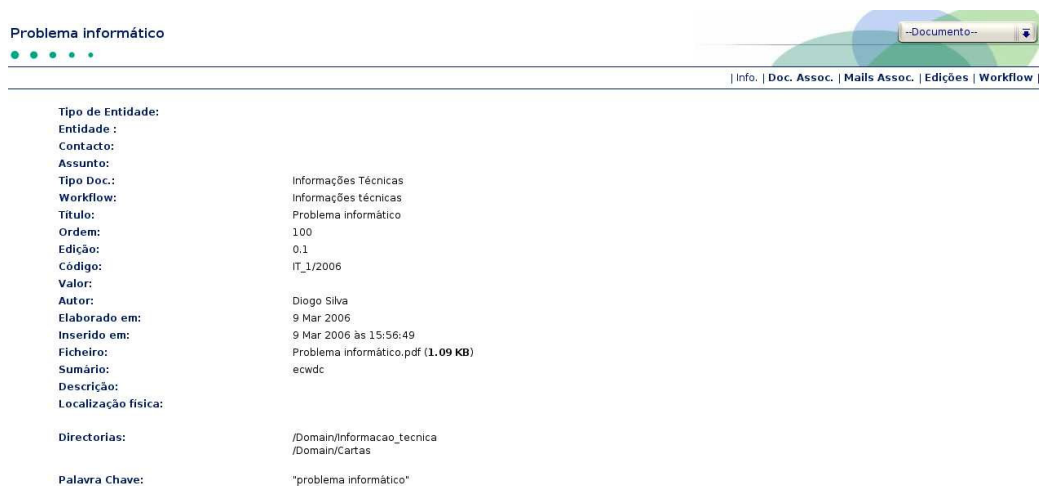 Problema informático
--Documento--
| Info. | Doc. Assoc. | Mails Assoc. | Edições | Workflow |
Tipo de Entidade:
Entidade :
Contacto:
Assunto:
Tipo Doc.: Informações Técnicas
Workflow: Informações técnicas
Título: Problema informático
Ordem: 100
Edição: 0.1
Código: IT_1/2006
Valor:
Autor: Diogo Silva
Elaborado em: 9 Mar 2006
Inserido em: 9 Mar 2006 às 15:56:49
Ficheiro: Problema informático.pdf (1.09 KB)
Sumário: ecwdc
Descrição:
Localização física:
Directorias: /Domain/Informacao_tecnica
/Domain/Cartas
Palavra Chave: "problema informático"